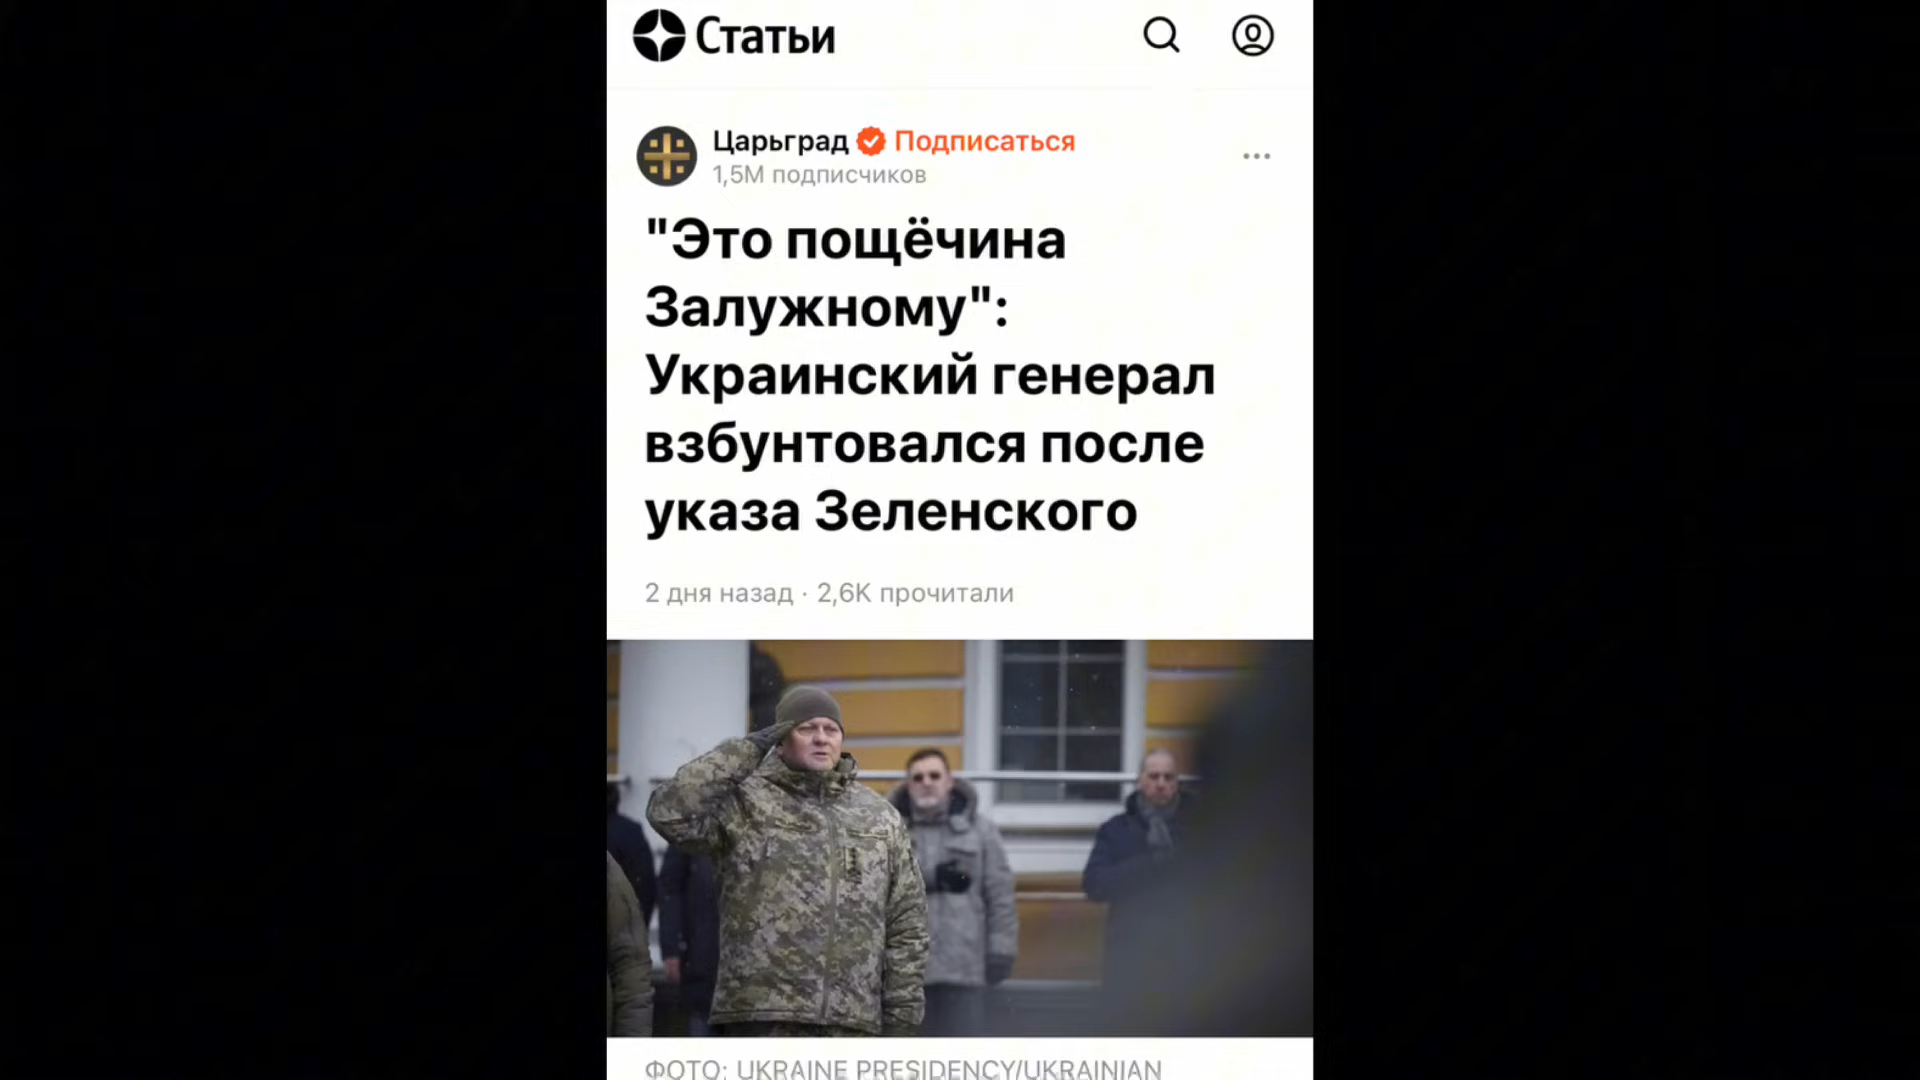 Статьи
Царьград Подписаться
1,5M подписчиков
"Это пощёчина
Залужному":
Украинский генерал
взбунтовался после
указа Зеленского
2 дня назад · 2,6K прочитали
ФОТО: UKRAINE PRESIDENCY/UKRAINIAN